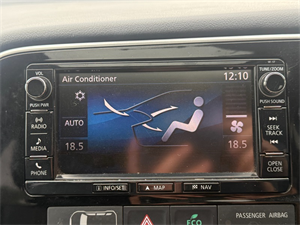 VOL
TUNE/ZOOM
Air Conditioner
12:10
PUSH PWR
PUSH SOUND
RADIO
AUTO
SEEK
TRACK
MEDIA
18.5
18.5
PHONE
OPEN
CLOSE
INFO/SET
MAP
NAV
ECO
PASSENGER AIRBAG